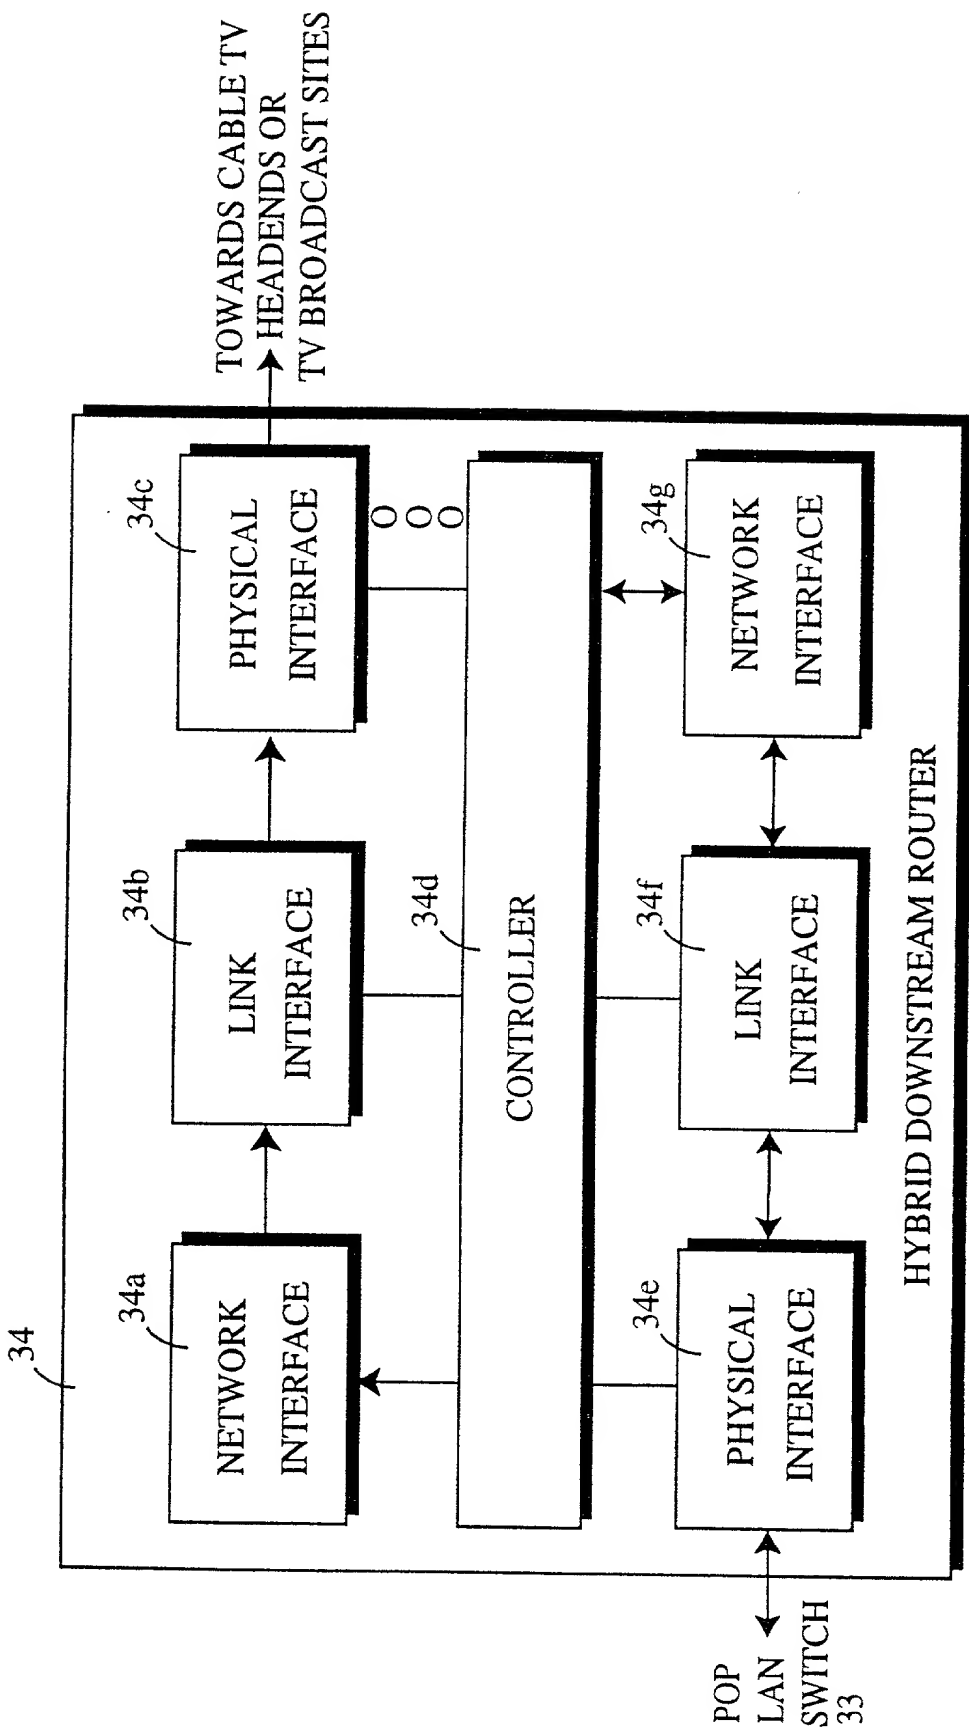 34
34a
NETWORK
INTERFACE
34b
LINK
INTERFACE
34c
PHYSICAL
INTERFACE
TOWARDS CABLE TV
HEADENDS OR
TV BROADCAST SITES
34d
CONTROLLER
POP
LAN
SWITCH
33
34e
PHYSICAL
INTERFACE
34f
LINK
INTERFACE
34g
NETWORK
INTERFACE
HYBRID DOWNSTREAM ROUTER